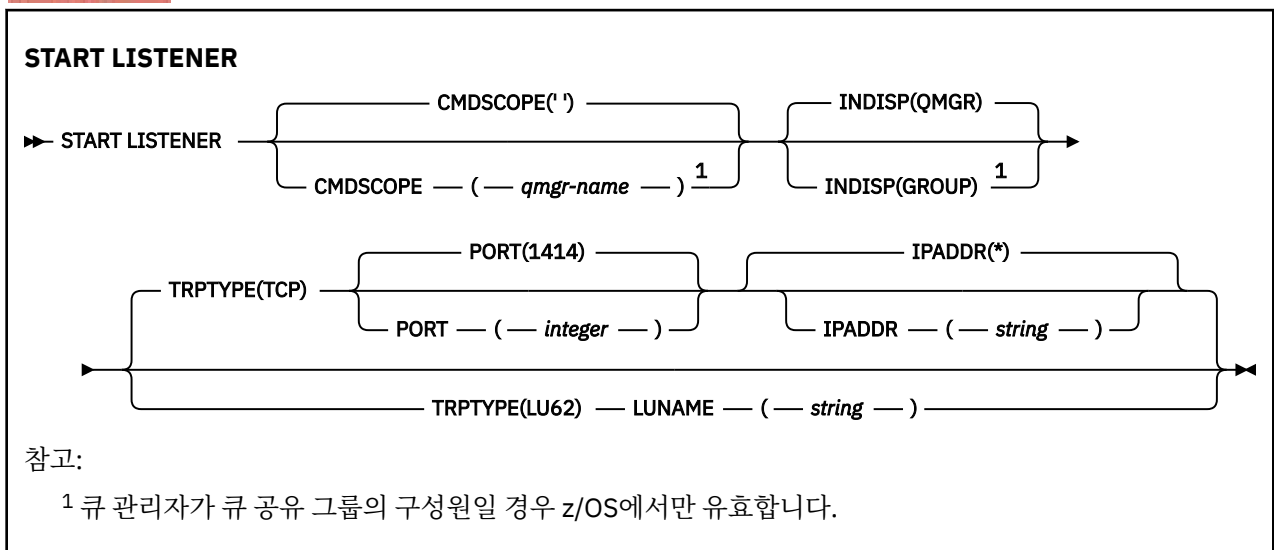 START LISTENER
CMDSCOPE(' ') INDISP(QMGR)
START LISTENER
CMDSCOPE ( qmgr-name ) 1 INDISP(GROUP) 1
PORT(1414) IPADDR(*)
TRPTYPE(TCP)
PORT ( integer ) IPADDR ( string )
TRPTYPE(LU62) LUNAME ( string )
참고:
1 큐 관리자가 큐 공유 그룹의 구성원일 경우 z/OS에서만 유효합니다.